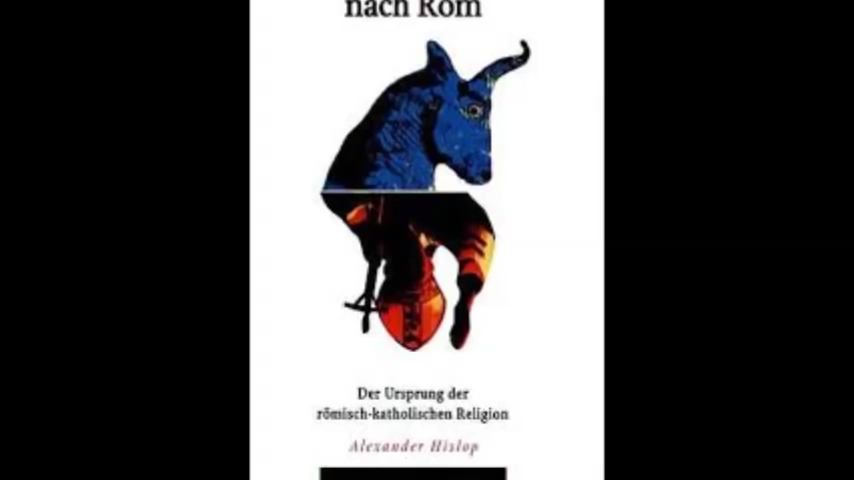 nach Rom
Der Ursprung der
römisch-katholischen Religion
Alexander Hislop